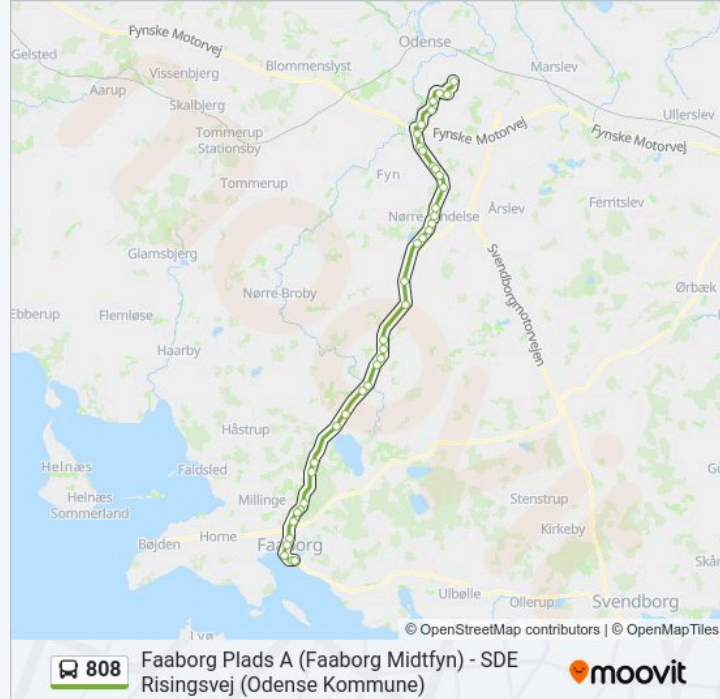 Fynske Motorvej
Odense
Gelsted
Vissenbjerg
Blommenslyst
Marslev
Aarup
Skalbjerg
Ullerslev
Tommerup
Stationsby
Fynske Motorvej
Fynske Motorvej
Fyn
Tommerup
Ferritslev
Nørre Lyndelse
Årslev
Glamsbjerg
Svendborgmotorvejen
Nørre Broby
Ørbæk
Ebberup
Flemløse
Haarby
Håstrup
Helnæs
Faldsled
Helnæs
Sommerland
Millinge
Stenstrup
Horne
Kirkeby
Bøjden
Faaborg
Ulbølle
Ollerup
Svendborg
© OpenStreetMap contributors | © OpenMapTiles
808
Faaborg Plads A (Faaborg Midtfyn) - SDE
Risingsvej (Odense Kommune)
moovit